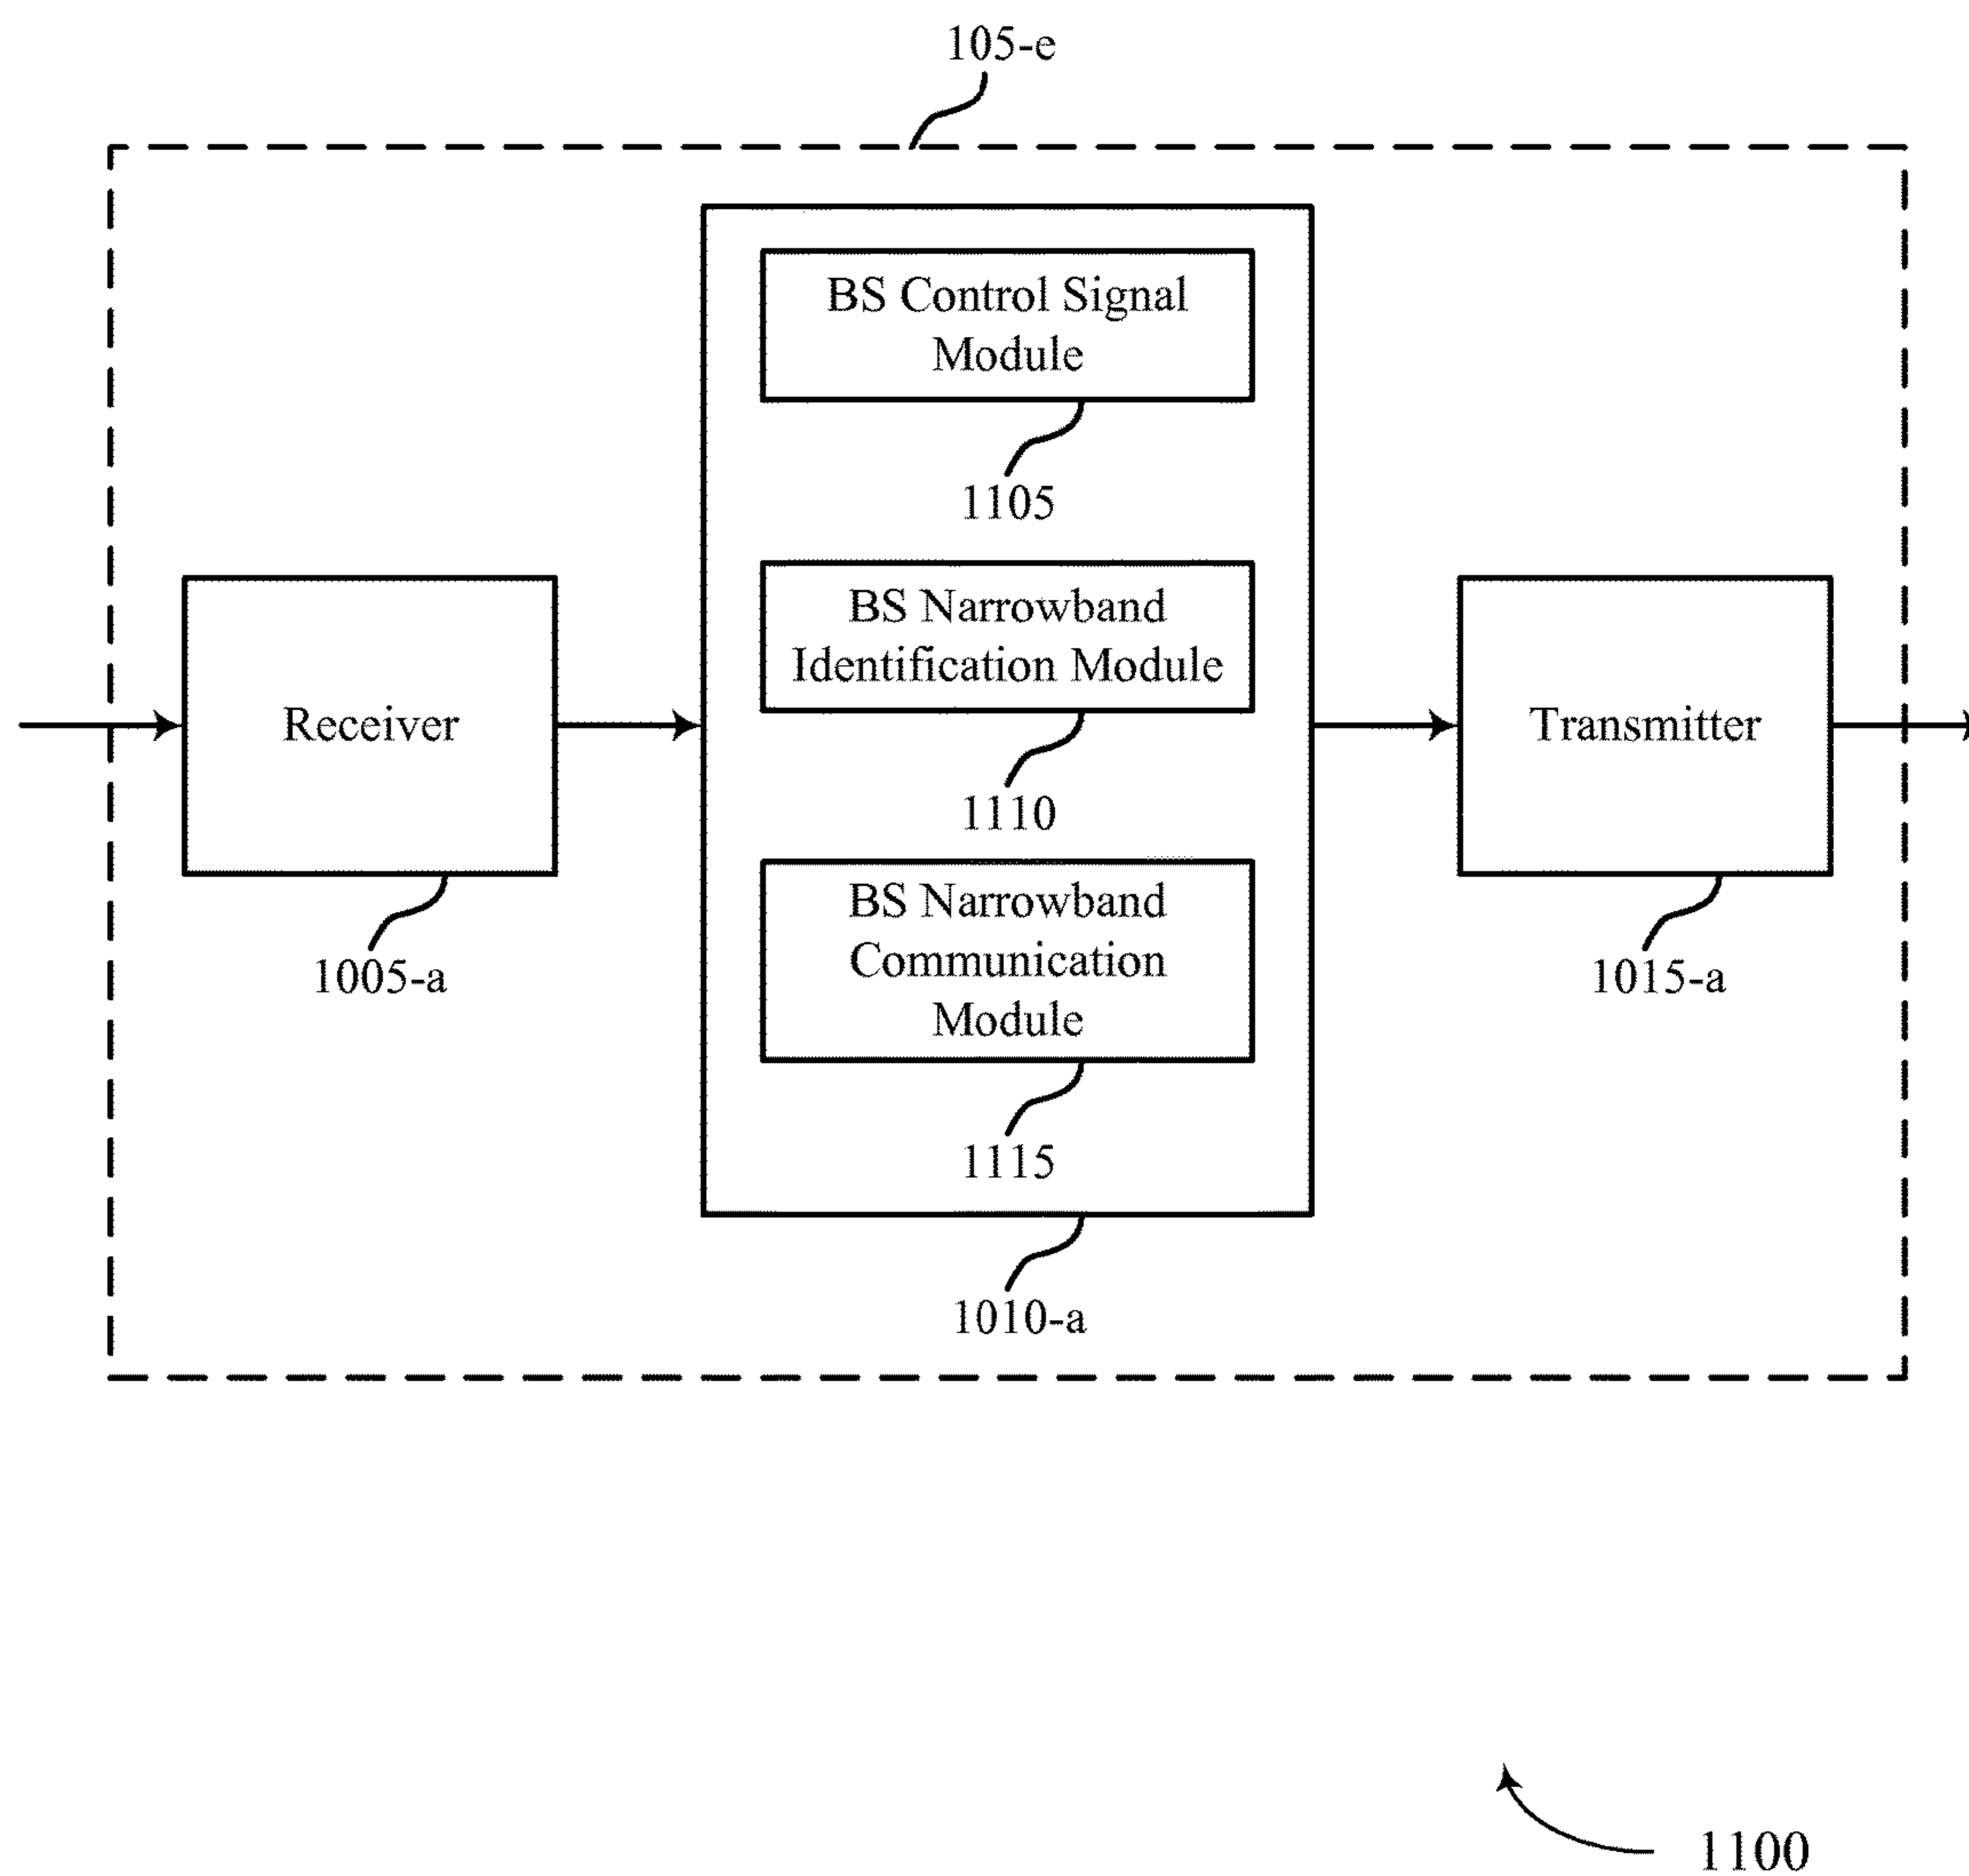 105-e
BS Control Signal
Module
1105
BS Narrowband
Identification Module
1110
Receiver
Transmitter
BS Narrowband
Communication
Module
1005-a
1015-a
1115
1010-a
1100